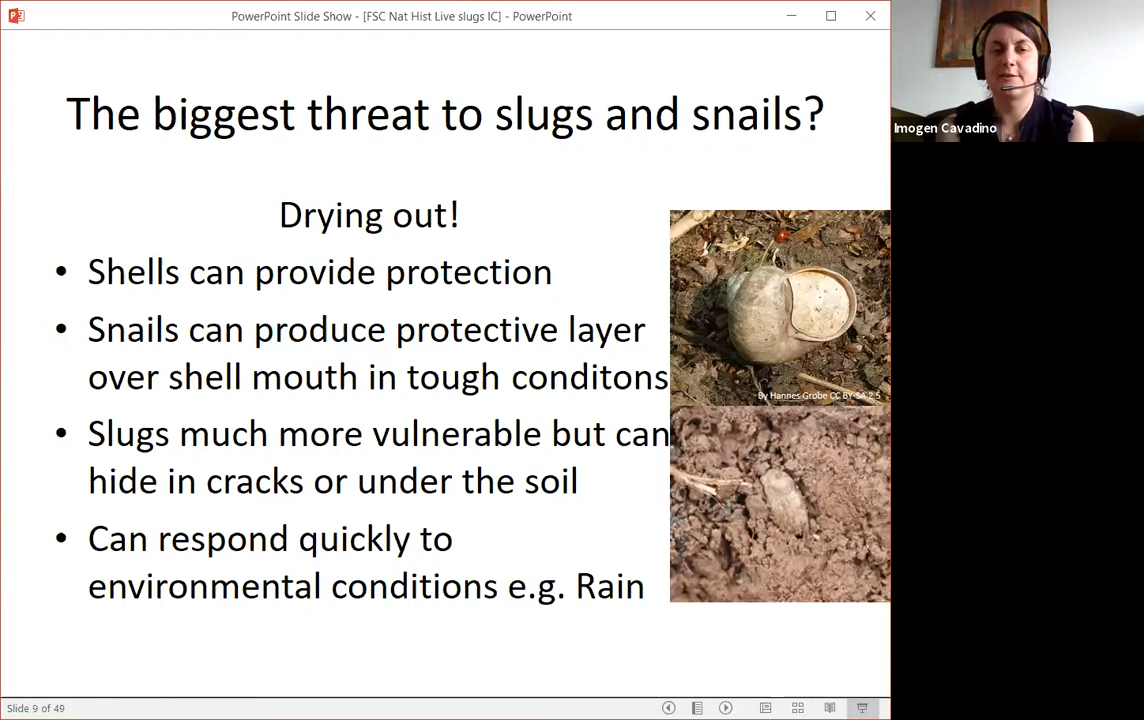 PowerPoint Slide Show - [FSC Nat Hist Live slugs IC] - PowerPoint
The biggest threat to slugs and snails?
Drying out!
• Shells can provide protection
• Snails can produce protective layer
over shell mouth in tough conditons
• Slugs much more vulnerable but can
hide in cracks or under the soil
• Can respond quickly to
environmental conditions e.g. Rain
By Hannes Grobe CC BY-SA 2.5
Imogen Cavadino
Slide 9 of 49